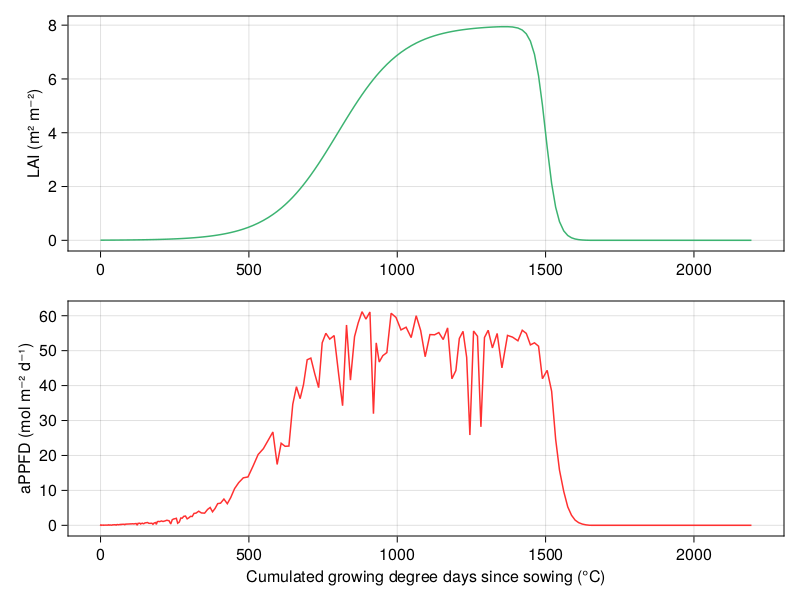 LAI (m² m⁻²)
8
6
4
2
0
0 500 1000 1500 2000
aPPFD (mol m⁻² d⁻¹)
60
50
40
30
20
10
0
0 500 1000 1500 2000
Cumulated growing degree days since sowing (°C)